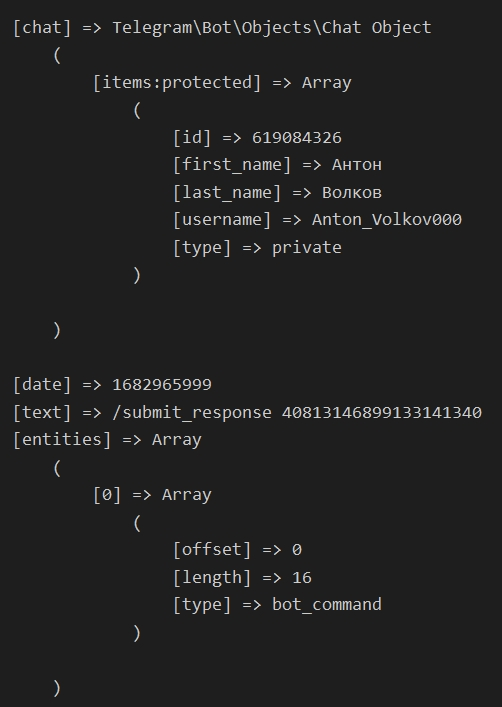 [chat] => Telegram\Bot\Objects\Chat Object
(
[items:protected] => Array
(
[id] => 619084326
[first_name] => Антон
[last_name] => Волков
[username] => Anton_Volkov000
[type] => private
)
)
[date] => 1682965999
[text] => /submit_response 40813146899133141340
[entities] => Array
(
[0] => Array
(
[offset] => 0
[length] => 16
[type] => bot_command
)
)